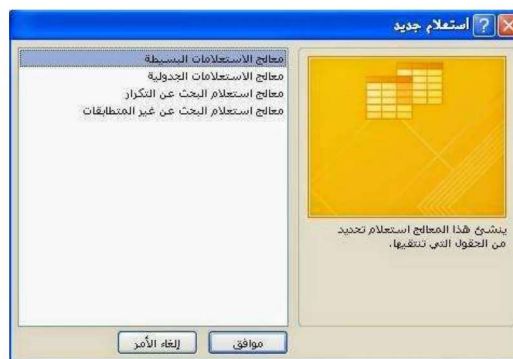 استعلام جديد
معالج الاستعلامات البسيطة
معالج الاستعلامات الجدولية
معالج استعلام البحث عن التكرار
معالج استعلام البحث عن غير المتطابقات
ينشئ هذا المعالج استعلام تحديد
من الحقول التي تنتقيها.
موافق
إلغاء الأمر